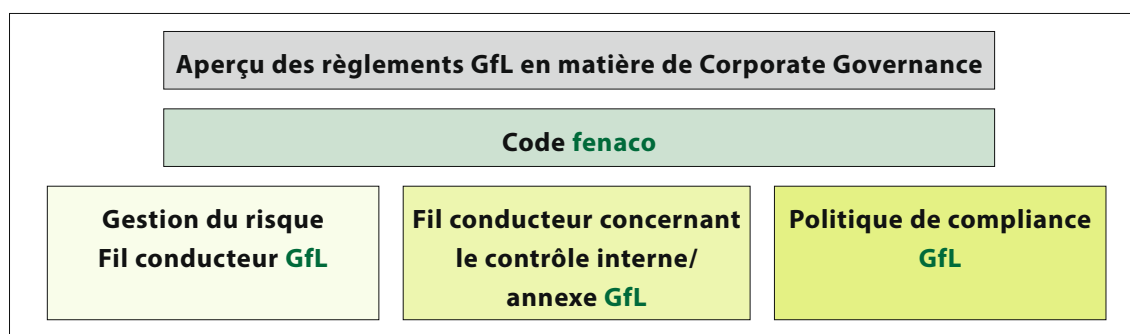 Aperçu des règlements GfL en matière de Corporate Governance
Code fenaco
Gestion du risque
Fil conducteur GfL
Fil conducteur concernant
le contrôle interne/
annexe GfL
Politique de compliance
GfL